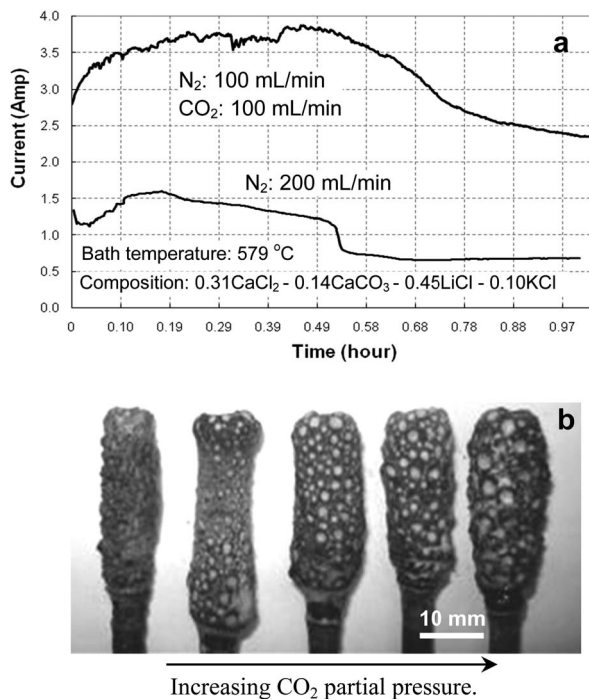 a
4.0
3.5
3.0
2.5
2.0
1.5
1.0
0.5
0.0
Current (Amp)
N₂: 100 mL/min
CO₂: 100 mL/min
N₂: 200 mL/min
Bath temperature: 579 °C
Composition: 0.31CaCl₂ - 0.14CaCO₃ - 0.45LiCl - 0.10KCl
0 0.10 0.19 0.29 0.39 0.49 0.58 0.68 0.78 0.88 0.97
Time (hour)
b
10 mm
Increasing CO₂ partial pressure.